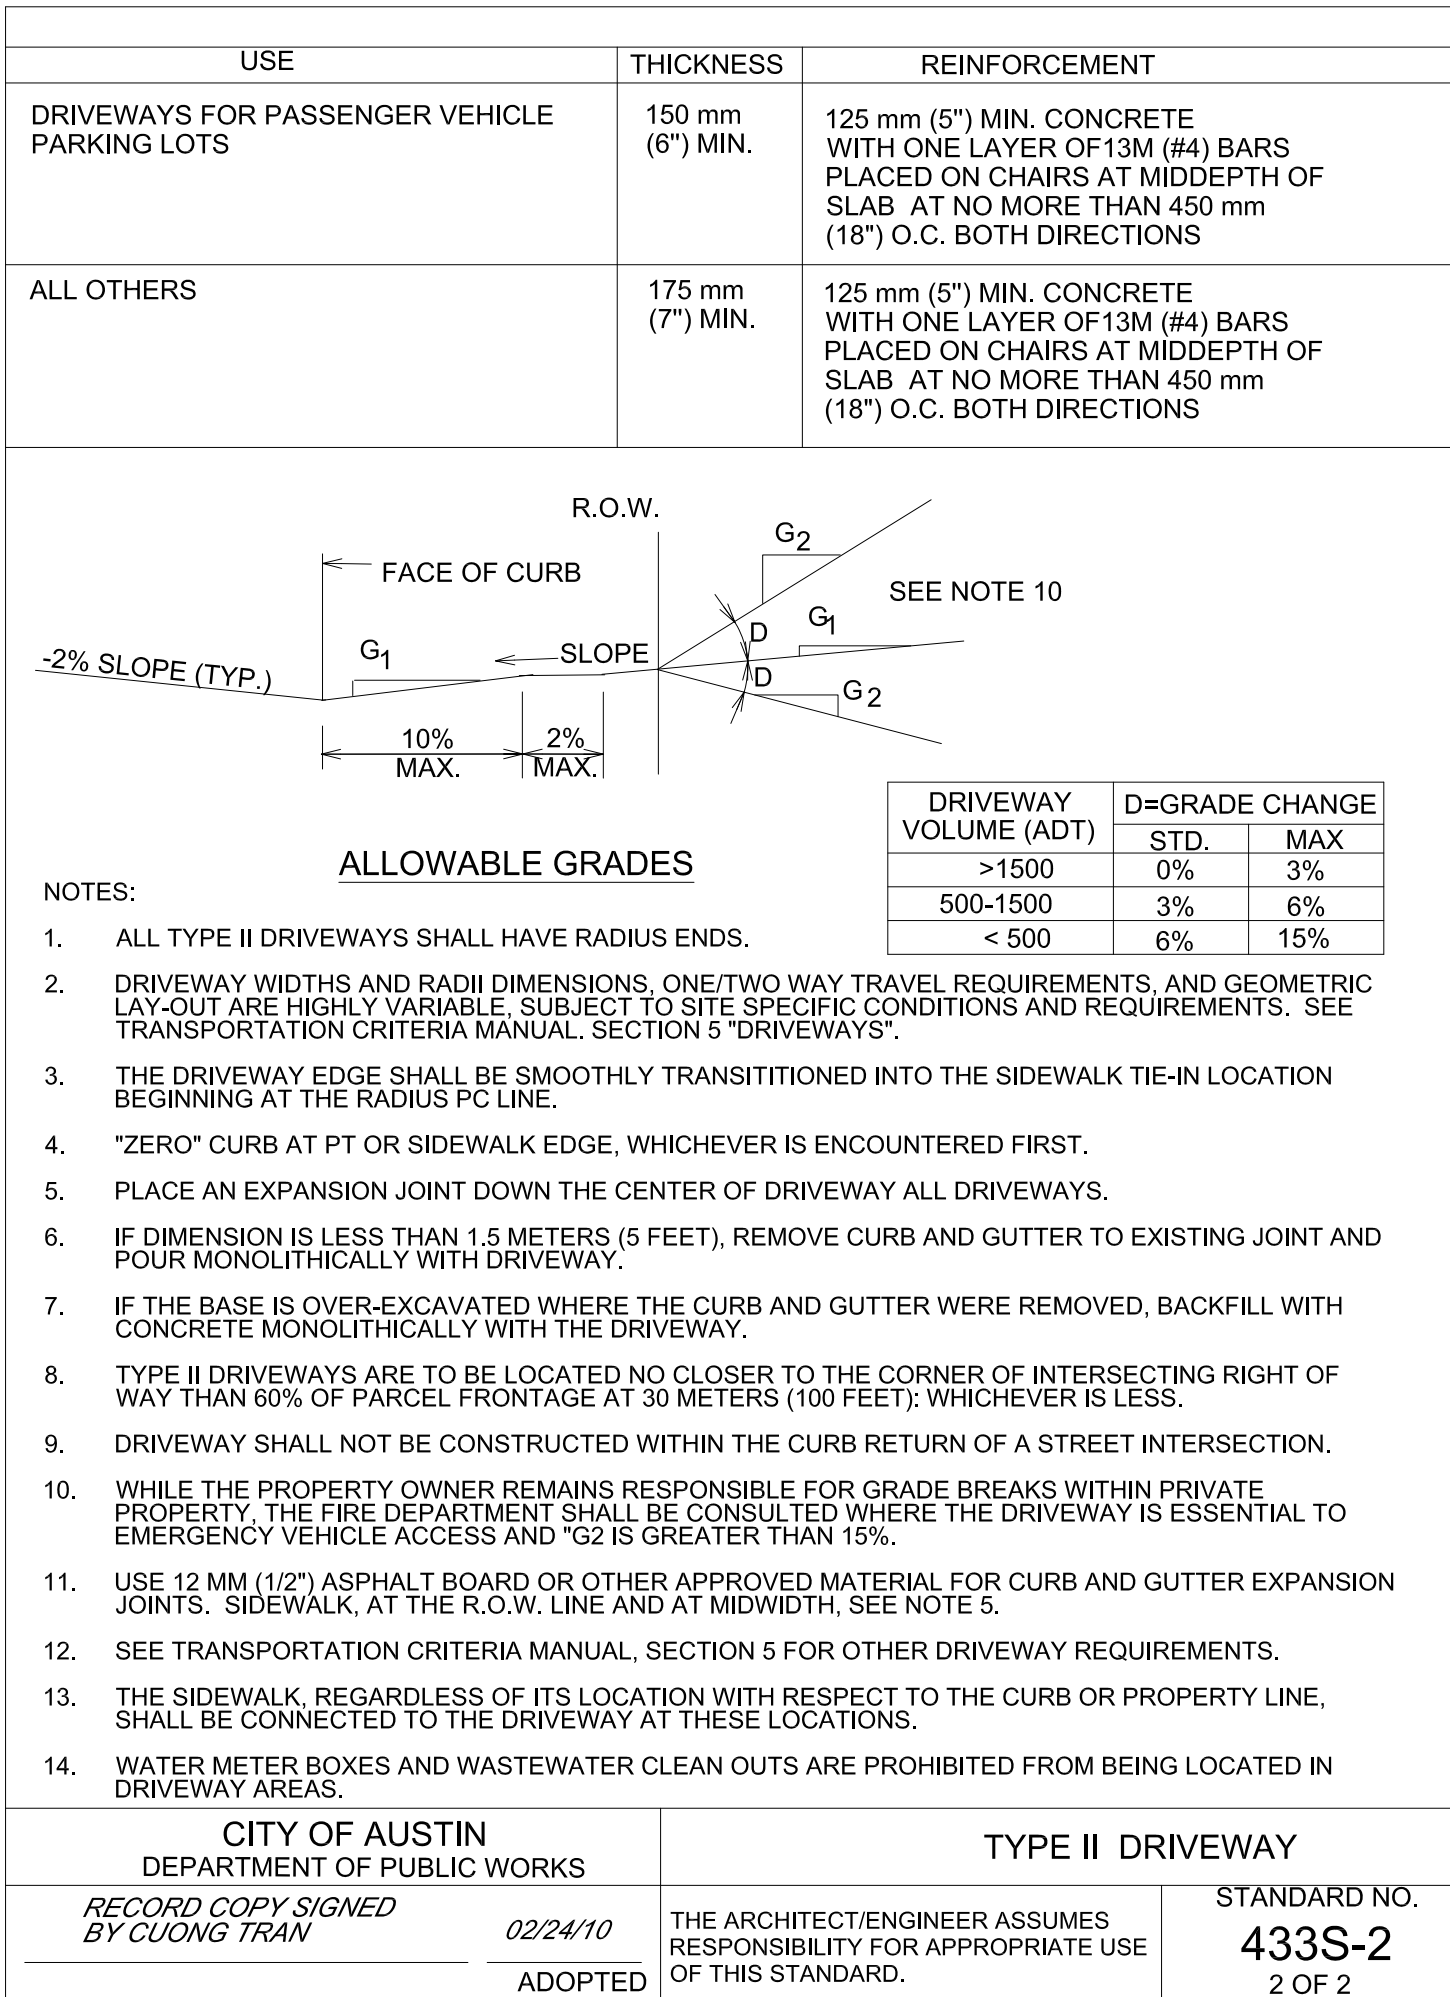 USE
THICKNESS
REINFORCEMENT
DRIVEWAYS FOR PASSENGER VEHICLE
PARKING LOTS
150 mm
(6") MIN.
125 mm (5") MIN. CONCRETE
WITH ONE LAYER OF13M (#4) BARS
PLACED ON CHAIRS AT MIDDEPTH OF
SLAB AT NO MORE THAN 450 mm
(18") O.C. BOTH DIRECTIONS
ALL OTHERS
175 mm
(7") MIN.
125 mm (5") MIN. CONCRETE
WITH ONE LAYER OF13M (#4) BARS
PLACED ON CHAIRS AT MIDDEPTH OF
SLAB AT NO MORE THAN 450 mm
(18") O.C. BOTH DIRECTIONS
R.O.W.
G2
FACE OF CURB
SEE NOTE 10
G1
D
-2% SLOPE (TYP.)
G1
SLOPE
D
G2
10%
MAX.
2%
MAX.
DRIVEWAY
VOLUME (ADT)
D=GRADE CHANGE
STD.
MAX
>1500
0%
3%
500-1500
3%
6%
< 500
6%
15%
ALLOWABLE GRADES
NOTES:
1. ALL TYPE II DRIVEWAYS SHALL HAVE RADIUS ENDS.
2. DRIVEWAY WIDTHS AND RADII DIMENSIONS, ONE/TWO WAY TRAVEL REQUIREMENTS, AND GEOMETRIC
LAY-OUT ARE HIGHLY VARIABLE, SUBJECT TO SITE SPECIFIC CONDITIONS AND REQUIREMENTS. SEE
TRANSPORTATION CRITERIA MANUAL. SECTION 5 "DRIVEWAYS".
3. THE DRIVEWAY EDGE SHALL BE SMOOTHLY TRANSITITIONED INTO THE SIDEWALK TIE-IN LOCATION
BEGINNING AT THE RADIUS PC LINE.
4. "ZERO" CURB AT PT OR SIDEWALK EDGE, WHICHEVER IS ENCOUNTERED FIRST.
5. PLACE AN EXPANSION JOINT DOWN THE CENTER OF DRIVEWAY ALL DRIVEWAYS.
6. IF DIMENSION IS LESS THAN 1.5 METERS (5 FEET), REMOVE CURB AND GUTTER TO EXISTING JOINT AND
POUR MONOLITHICALLY WITH DRIVEWAY.
7. IF THE BASE IS OVER-EXCAVATED WHERE THE CURB AND GUTTER WERE REMOVED, BACKFILL WITH
CONCRETE MONOLITHICALLY WITH THE DRIVEWAY.
8. TYPE II DRIVEWAYS ARE TO BE LOCATED NO CLOSER TO THE CORNER OF INTERSECTING RIGHT OF
WAY THAN 60% OF PARCEL FRONTAGE AT 30 METERS (100 FEET): WHICHEVER IS LESS.
9. DRIVEWAY SHALL NOT BE CONSTRUCTED WITHIN THE CURB RETURN OF A STREET INTERSECTION.
10. WHILE THE PROPERTY OWNER REMAINS RESPONSIBLE FOR GRADE BREAKS WITHIN PRIVATE
PROPERTY, THE FIRE DEPARTMENT SHALL BE CONSULTED WHERE THE DRIVEWAY IS ESSENTIAL TO
EMERGENCY VEHICLE ACCESS AND "G2 IS GREATER THAN 15%.
11. USE 12 MM (1/2") ASPHALT BOARD OR OTHER APPROVED MATERIAL FOR CURB AND GUTTER EXPANSION
JOINTS. SIDEWALK, AT THE R.O.W. LINE AND AT MIDWIDTH, SEE NOTE 5.
12. SEE TRANSPORTATION CRITERIA MANUAL, SECTION 5 FOR OTHER DRIVEWAY REQUIREMENTS.
13. THE SIDEWALK, REGARDLESS OF ITS LOCATION WITH RESPECT TO THE CURB OR PROPERTY LINE,
SHALL BE CONNECTED TO THE DRIVEWAY AT THESE LOCATIONS.
14. WATER METER BOXES AND WASTEWATER CLEAN OUTS ARE PROHIBITED FROM BEING LOCATED IN
DRIVEWAY AREAS.
CITY OF AUSTIN
DEPARTMENT OF PUBLIC WORKS
TYPE II DRIVEWAY
RECORD COPY SIGNED
BY CUONG TRAN
02/24/10
ADOPTED
THE ARCHITECT/ENGINEER ASSUMES
RESPONSIBILITY FOR APPROPRIATE USE
OF THIS STANDARD.
STANDARD NO.
433S-2
2 OF 2